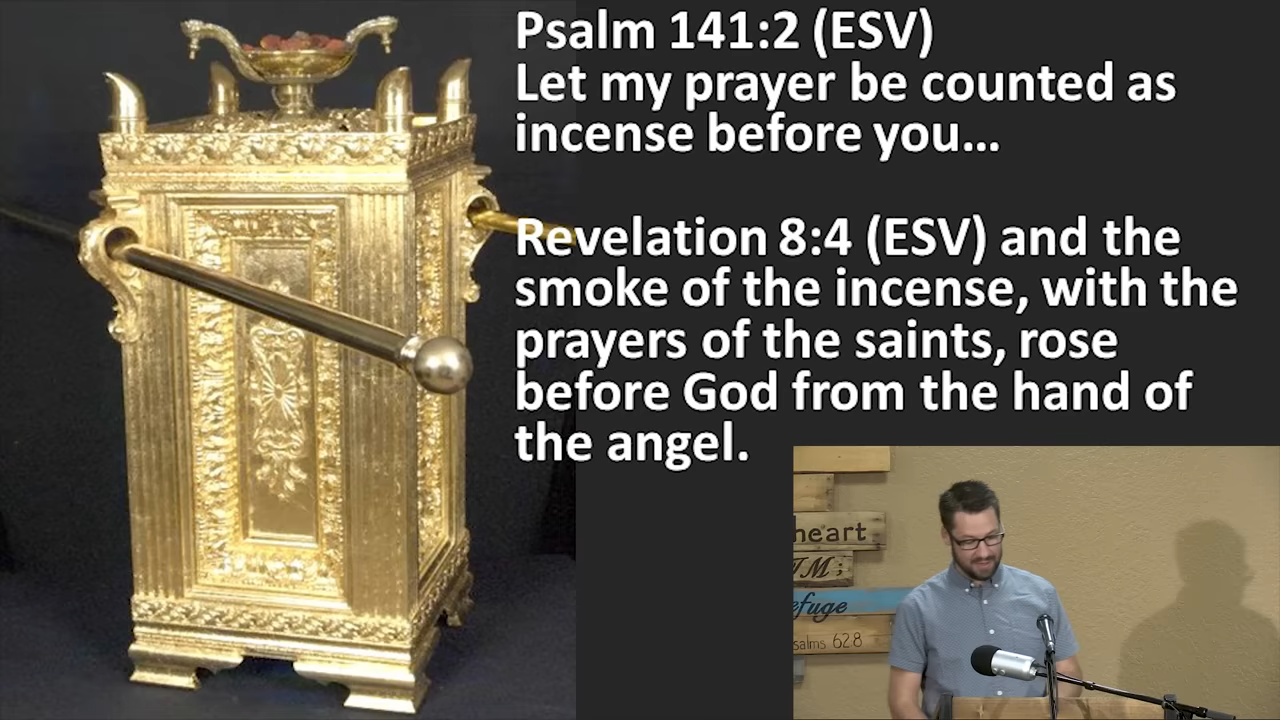 Psalm 141:2 (ESV)
Let my prayer be counted as
incense before you…
Revelation 8:4 (ESV) and the
smoke of the incense, with the
prayers of the saints, rose
before God from the hand of
the angel.
heart
M;
efuge
salms 62:8